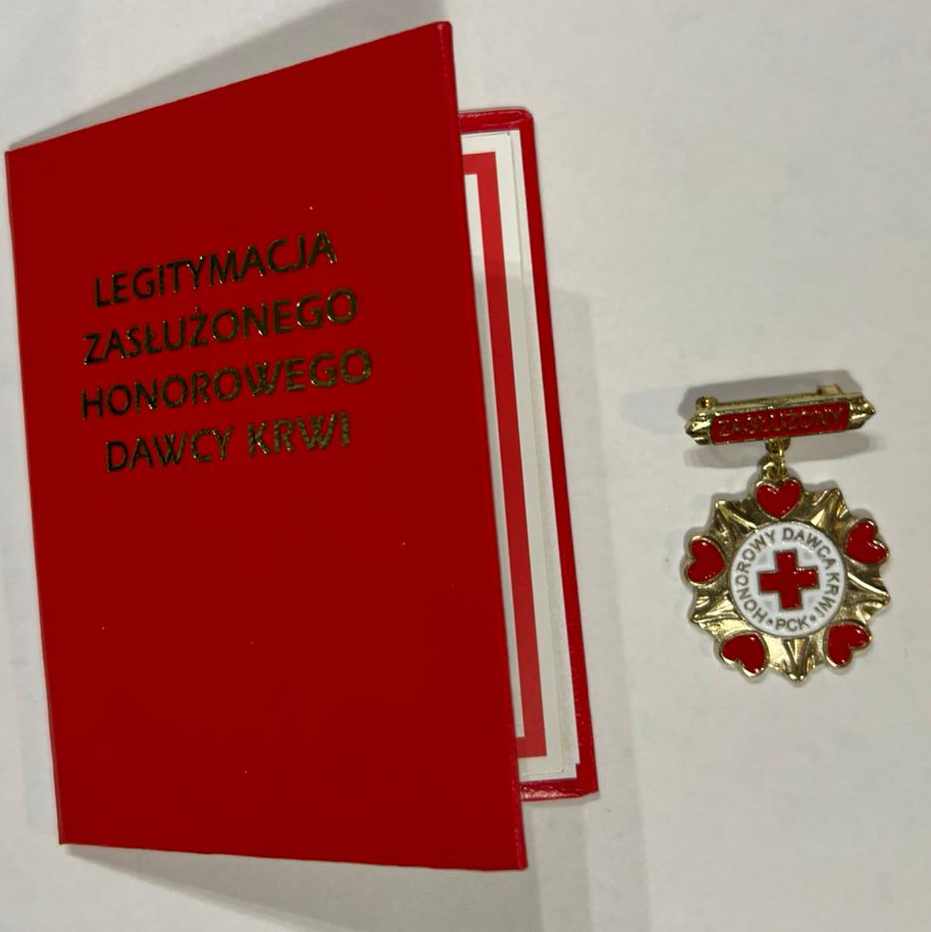 LEGITYMACJA
ZASŁUŻONEGO
HONOROWEGO
DAWCY KRWI
ZASŁUŻONY
HONOROWY DAWCA KRWI
• PCK •